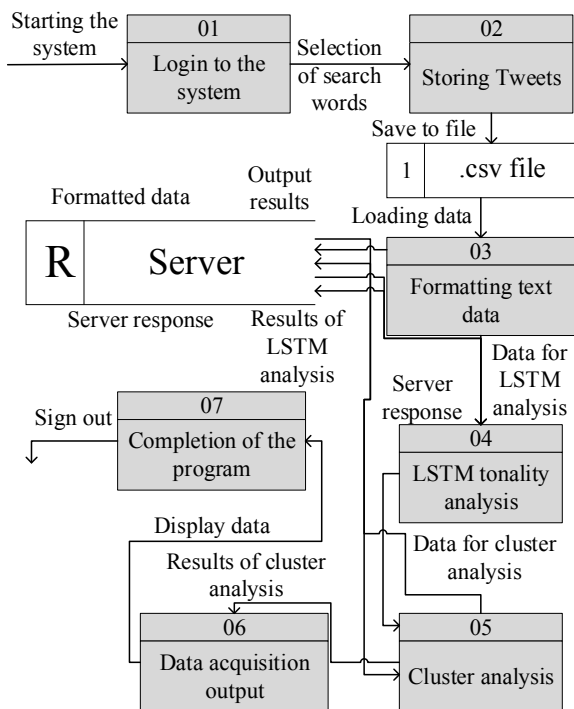 Starting the
system
01
Login to the
system
Selection
of search
words
02
Storing Tweets
Save to file
1
.csv file
Loading data
Formatted data
Output
results
R
Server
Server response
Results of
LSTM
analysis
03
Formatting text
data
Data for
LSTM
analysis
Server
response
04
LSTM tonality
analysis
07
Completion of the
program
Sign out
Display data
Data for cluster
analysis
Results of cluster
analysis
06
Data acquisition
output
05
Cluster analysis